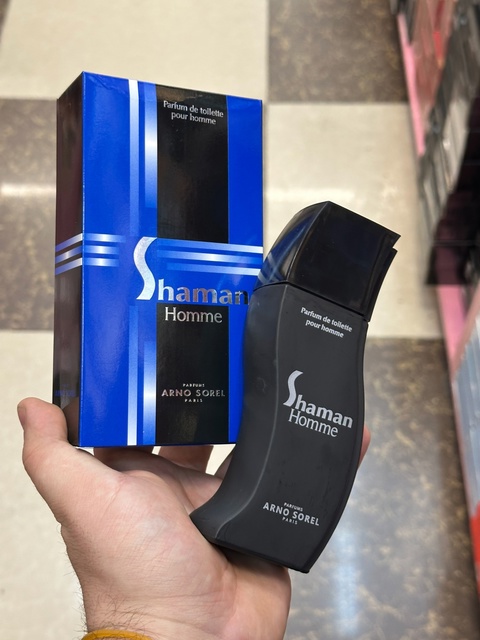 Parfum de toilette
pour homme
Shaman
Homme
PARFUMS
ARNO SOREL
PARIS
Parfum de toilette
pour homme
Shaman
Homme
PARFUMS
ARNO SOREL
PARIS